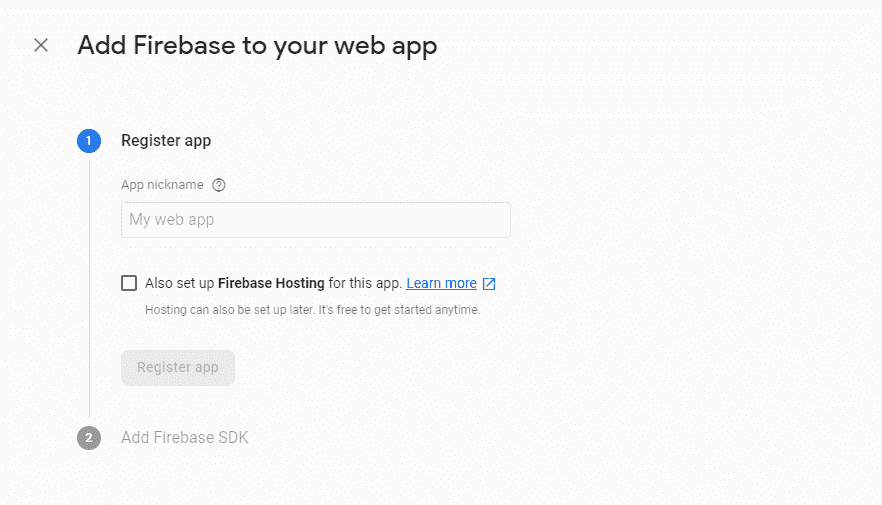 Add Firebase to your web app
1 Register app
App nickname
My web app
Also set up Firebase Hosting for this app. Learn more
Hosting can also be set up later. It's free to get started anytime.
Register app
2 Add Firebase SDK